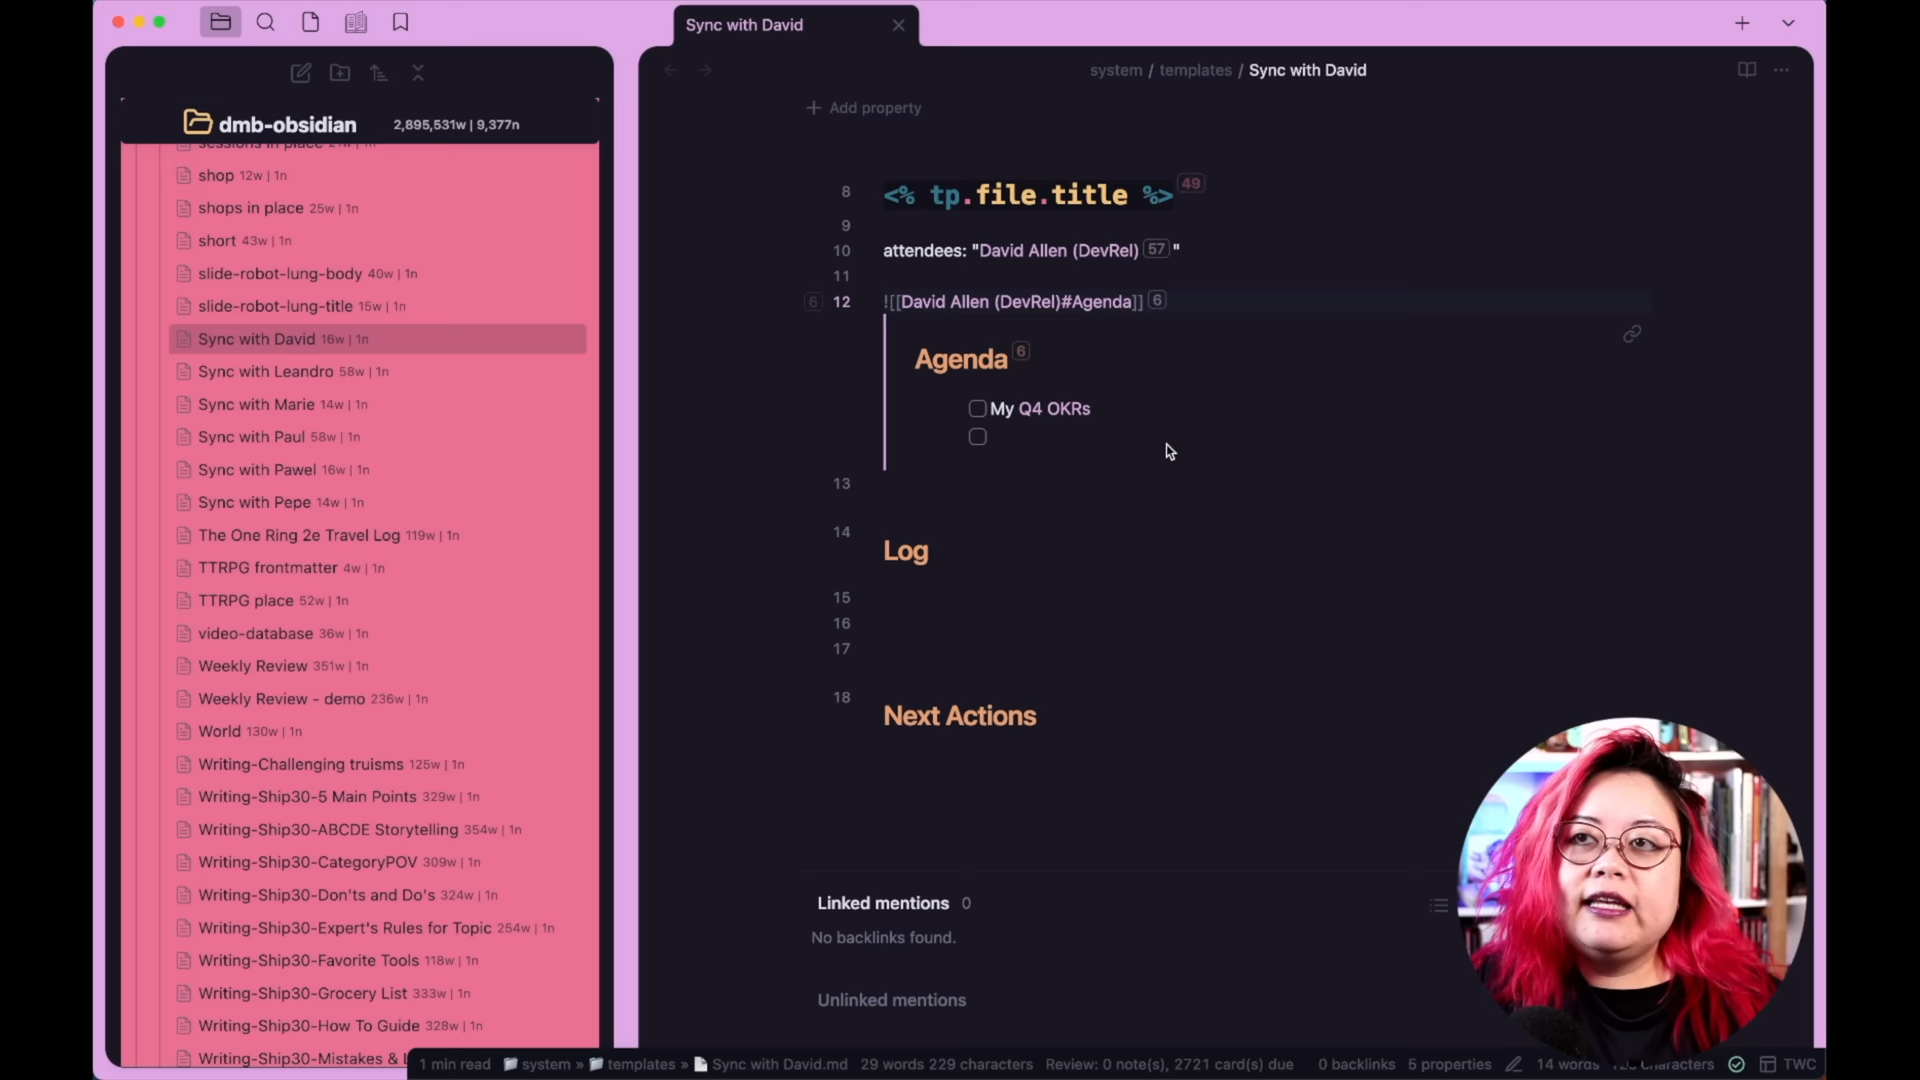 Sync with David
system / templates / Sync with David
dmb-obsidian 2,895,531w | 9,377n
sessions in place 21w | 1n
shop 12w | 1n
shops in place 25w | 1n
short 43w | 1n
slide-robot-lung-body 40w | 1n
slide-robot-lung-title 15w | 1n
Sync with David 16w | 1n
Sync with Leandro 58w | 1n
Sync with Marie 14w | 1n
Sync with Paul 58w | 1n
Sync with Pawel 16w | 1n
Sync with Pepe 14w | 1n
The One Ring 2e Travel Log 119w | 1n
TTRPG frontmatter 4w | 1n
TTRPG place 52w | 1n
video-database 36w | 1n
Weekly Review 351w | 1n
Weekly Review - demo 236w | 1n
World 130w | 1n
Writing-Challenging truisms 125w | 1n
Writing-Ship30-5 Main Points 329w | 1n
Writing-Ship30-ABCDE Storytelling 354w | 1n
Writing-Ship30-CategoryPOV 309w | 1n
Writing-Ship30-Don'ts and Do's 324w | 1n
Writing-Ship30-Expert's Rules for Topic 254w | 1n
Writing-Ship30-Favorite Tools 118w | 1n
Writing-Ship30-Grocery List 333w | 1n
Writing-Ship30-How To Guide 328w | 1n
Writing-Ship30-Mistakes &
+ Add property
8 <% tp.file.title %> 49
9
10 attendees: "David Allen (DevRel) 57 "
11
6 12 ![[David Allen (DevRel)#Agenda]] 6
Agenda 6
My Q4 OKRs
13
14 Log
15
16
17
18 Next Actions
Linked mentions 0
No backlinks found.
Unlinked mentions
1 min read system » templates » Sync with David.md 29 words 229 characters Review: 0 note(s), 2721 card(s) due 0 backlinks 5 properties 14 words characters TWC